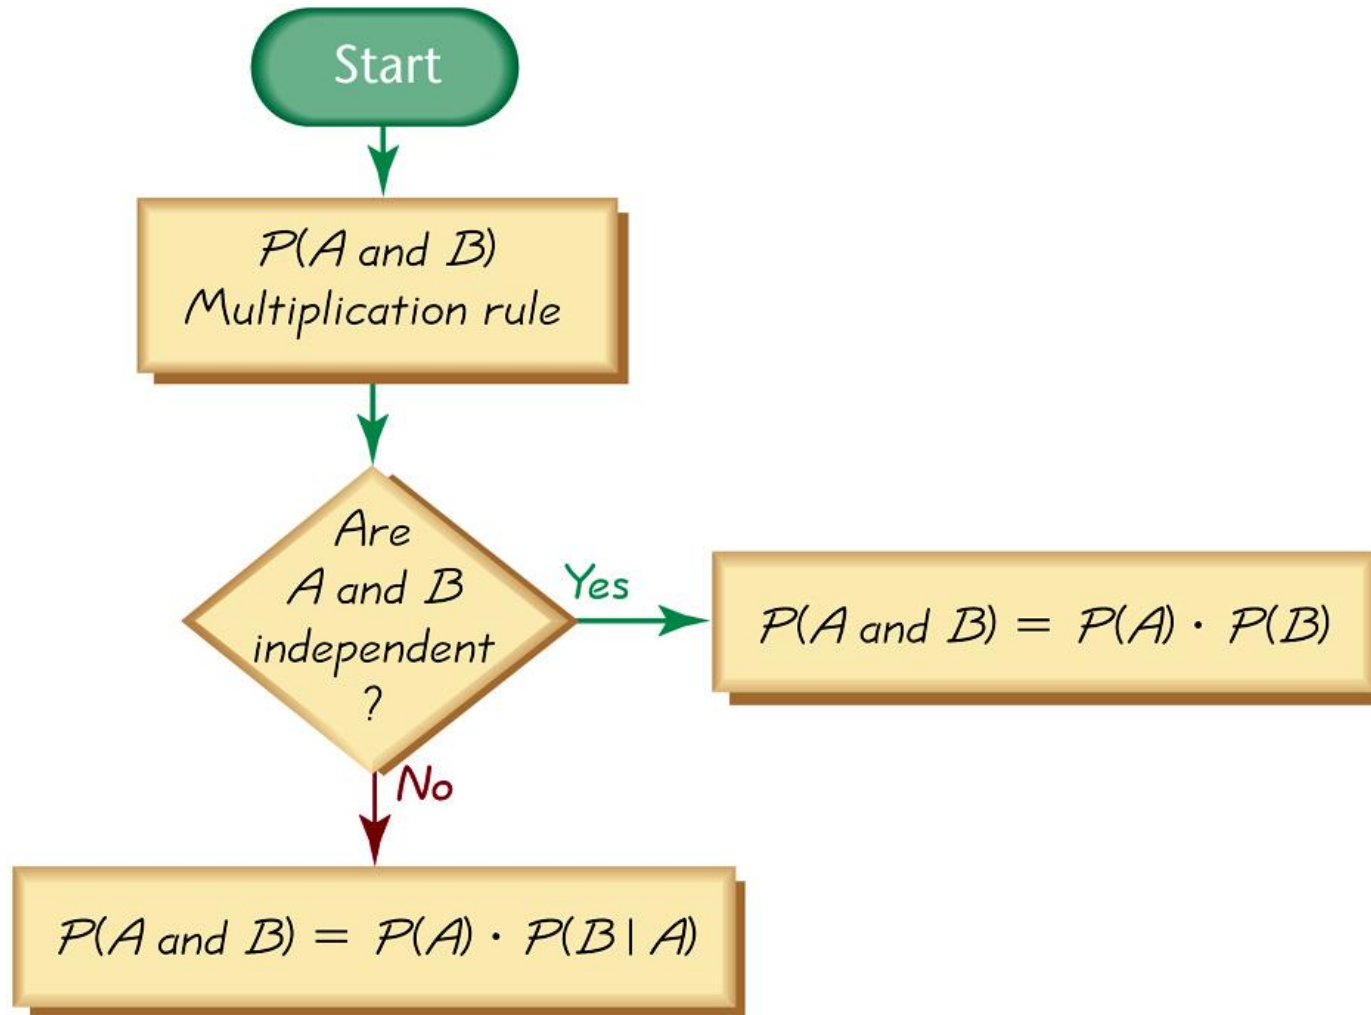 Start
P(A and B)
Multiplication rule
Are
A and B
independent
?
Yes
P(A and B) = P(A) · P(B)
No
P(A and B) = P(A) · P(B | A)